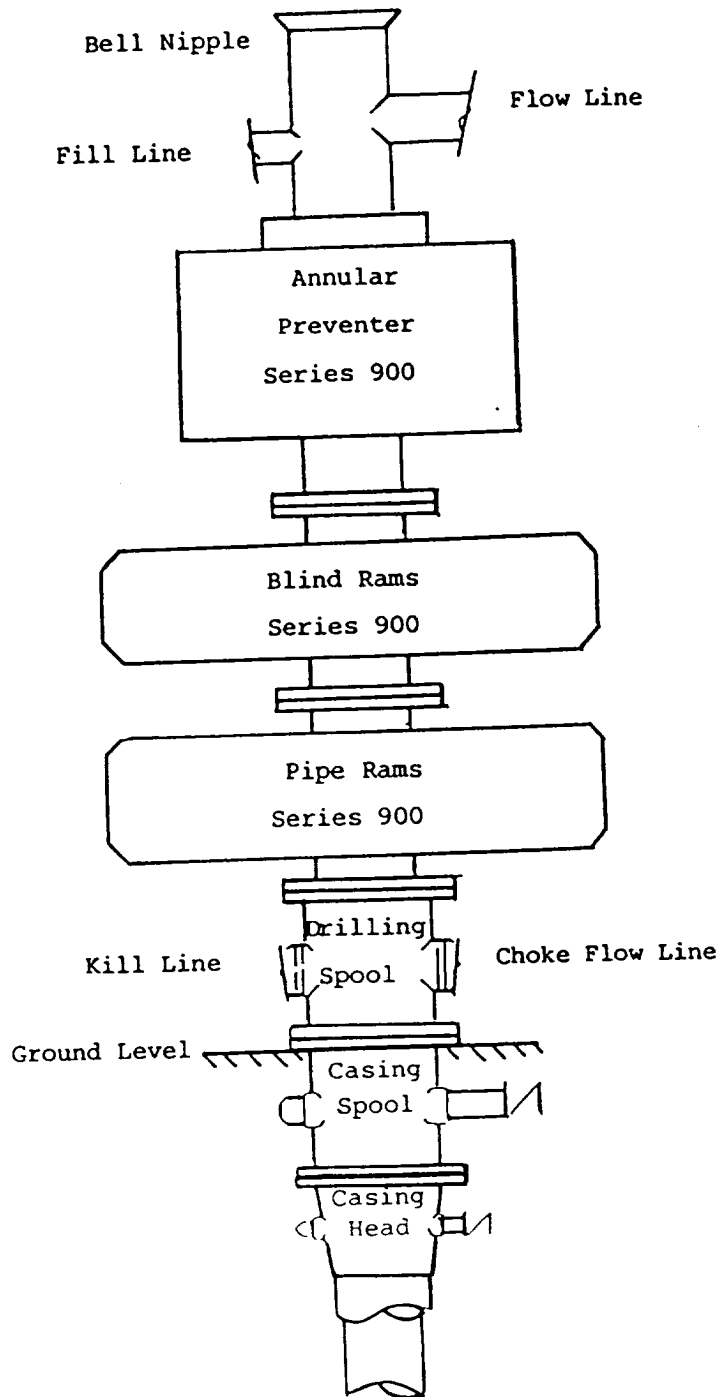 Bell Nipple
Flow Line
Fill Line
Annular
Preventer
Series 900
Blind Rams
Series 900
Pipe Rams
Series 900
Drilling
Kill Line
Spool
Choke Flow Line
Ground Level
Casing
Spool
Casing
Head